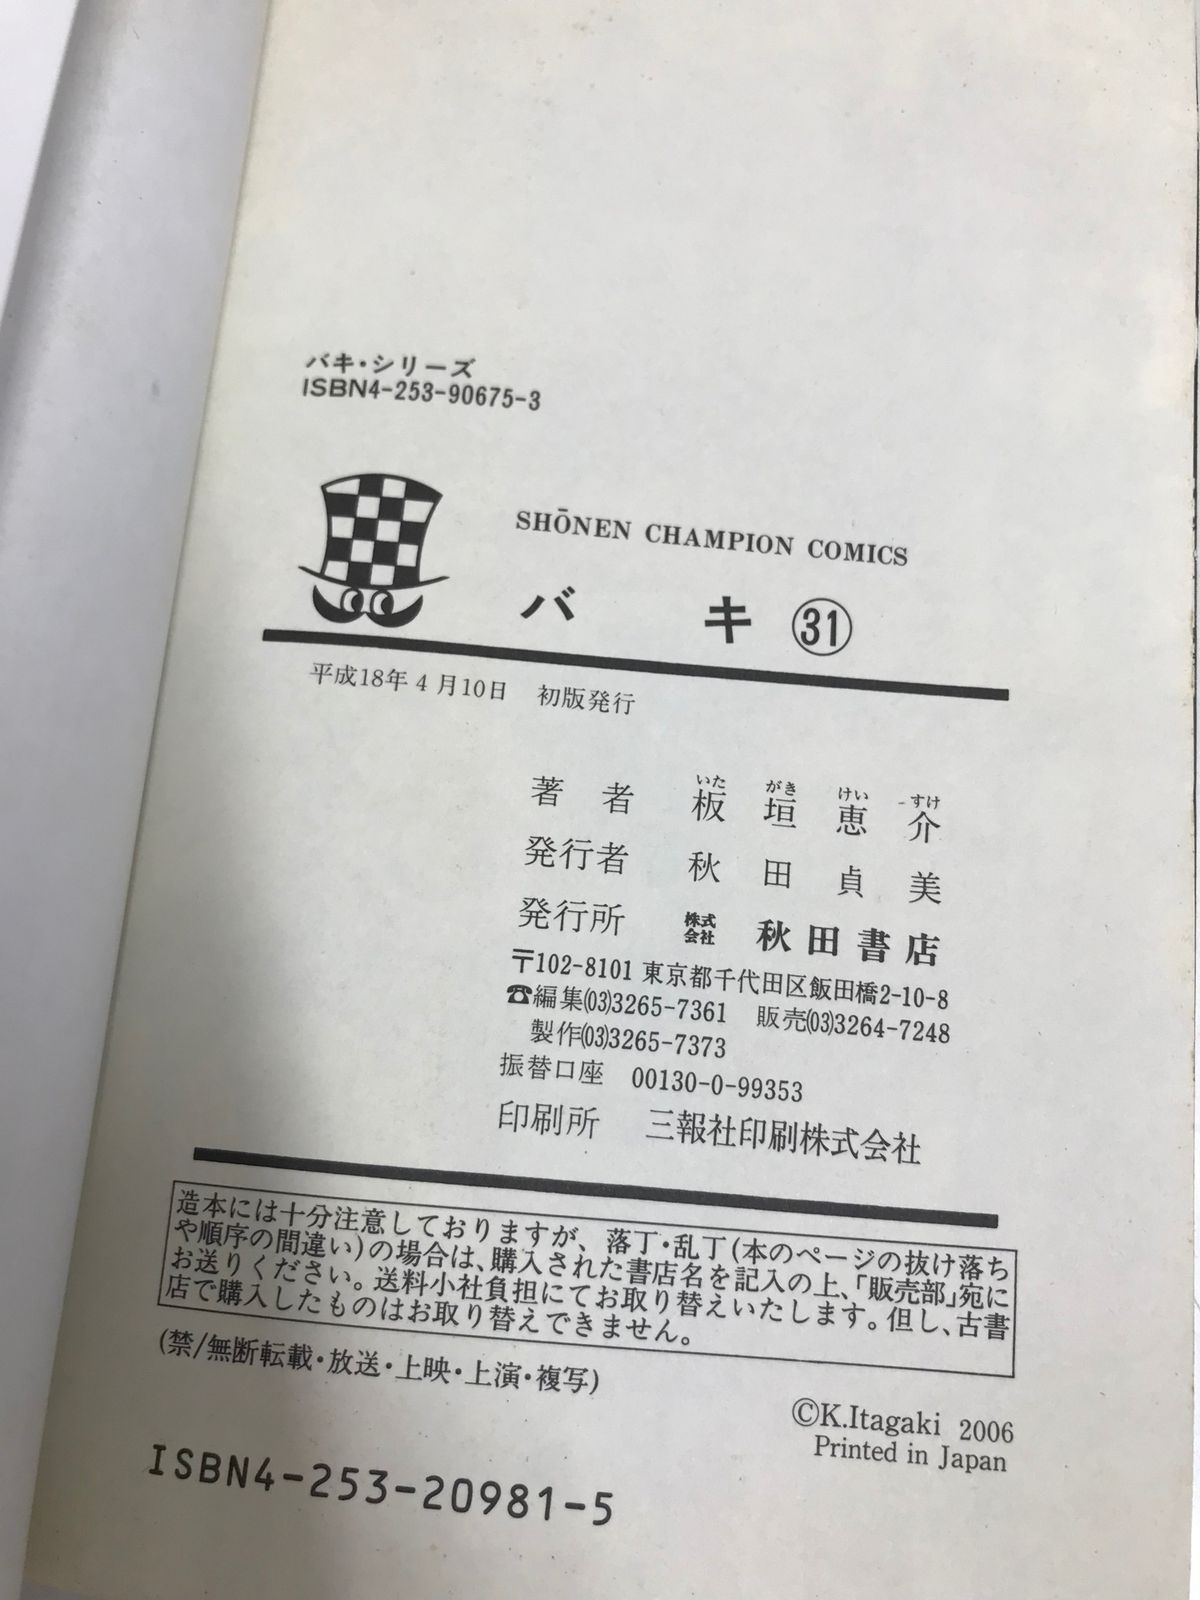 バキ・シリーズ
ISBN4-253-90675-3
SHŌNEN CHAMPION COMICS
バキ㉛
平成18年4月10日 初版発行
いた がき けい すけ
著者 板垣恵介
発行者 秋田貞美
発行所 株式会社 秋田書店
〒102-8101 東京都千代田区飯田橋2-10-8
☎編集(03)3265-7361 販売(03)3264-7248
製作(03)3265-7373
振替口座 00130-0-99353
印刷所 三報社印刷株式会社
造本には十分注意しておりますが、落丁・乱丁(本のページの抜け落ち
や順序の間違い)の場合は、購入された書店名を記入の上、「販売部」宛に
お送りください。送料小社負担にてお取り替えいたします。但し、古書
店で購入したものはお取り替えできません。
(禁/無断転載・放送・上映・上演・複写)
©K.Itagaki 2006
Printed in Japan
ISBN4-253-20981-5